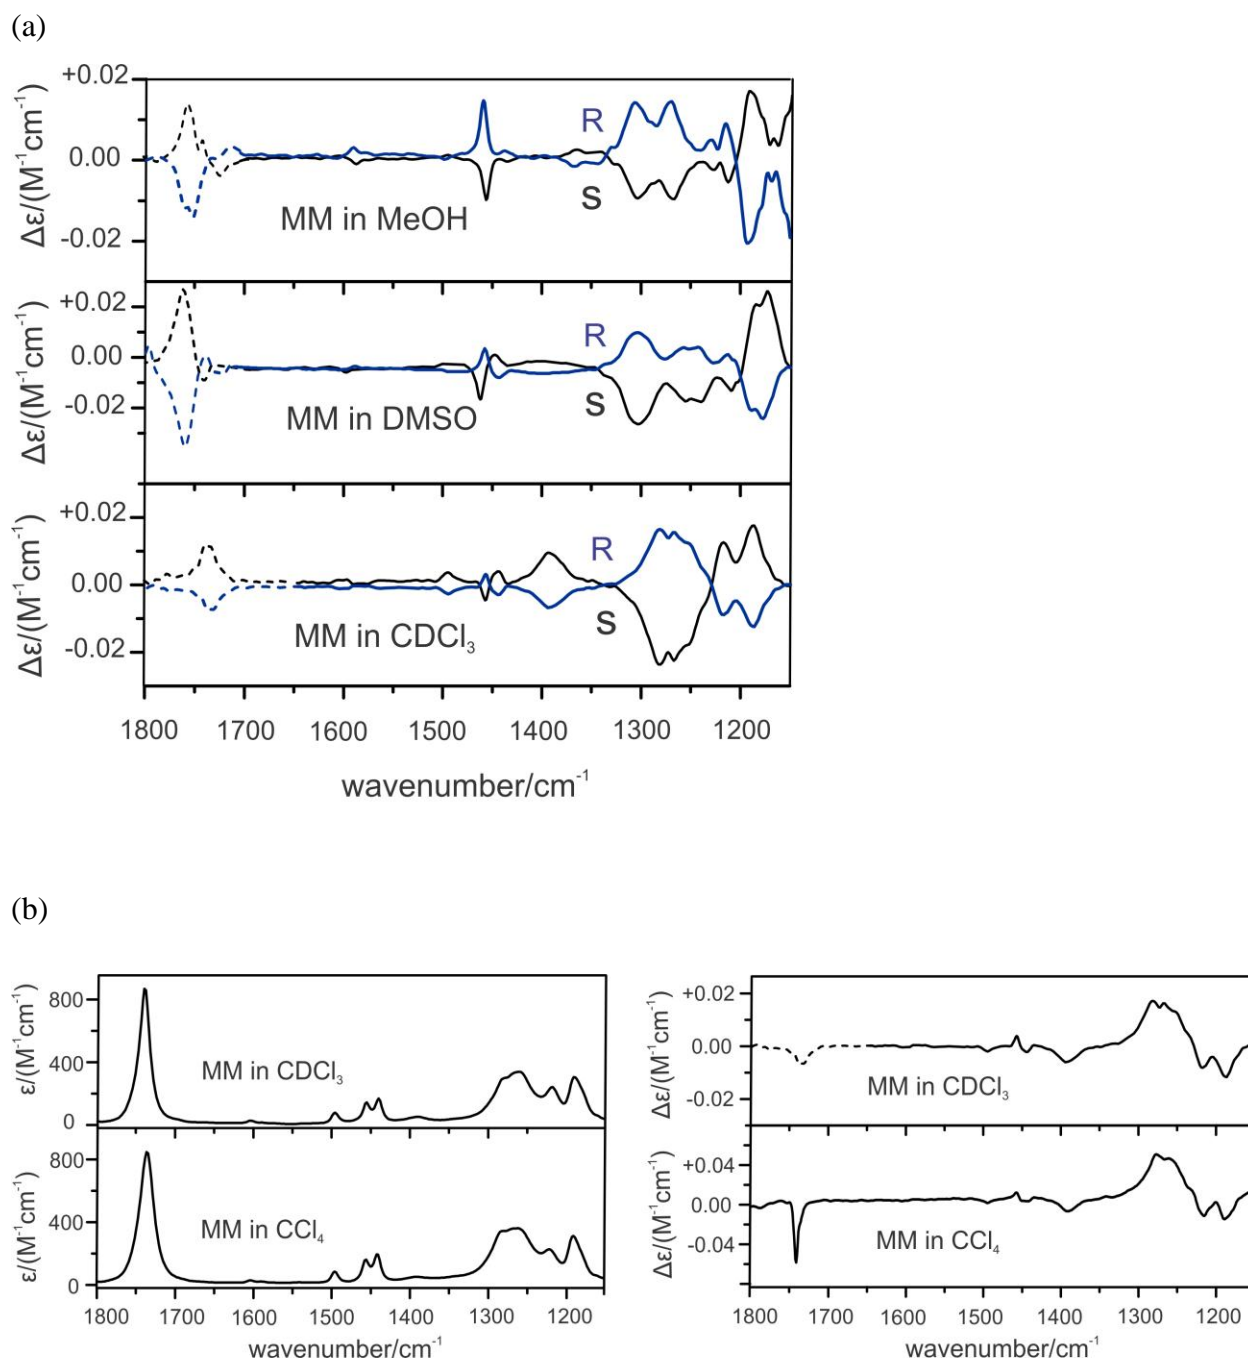 (a)
+0.02
0.00
-0.02
Δε/(M⁻¹cm⁻¹)
R
S
MM in MeOH
+0.02
0.00
-0.02
Δε/(M⁻¹cm⁻¹)
R
S
MM in DMSO
+0.02
0.00
-0.02
Δε/(M⁻¹cm⁻¹)
R
S
MM in CDCl₃
1800 1700 1600 1500 1400 1300 1200
wavenumber/cm⁻¹
(b)
800
400
0
ε/(M⁻¹cm⁻¹)
MM in CDCl₃
800
400
0
ε/(M⁻¹cm⁻¹)
MM in CCl₄
1800 1700 1600 1500 1400 1300 1200
wavenumber/cm⁻¹
+0.02
0.00
-0.02
Δε/(M⁻¹cm⁻¹)
MM in CDCl₃
+0.04
0.00
-0.04
Δε/(M⁻¹cm⁻¹)
MM in CCl₄
1800 1700 1600 1500 1400 1300 1200
wavenumber/cm⁻¹